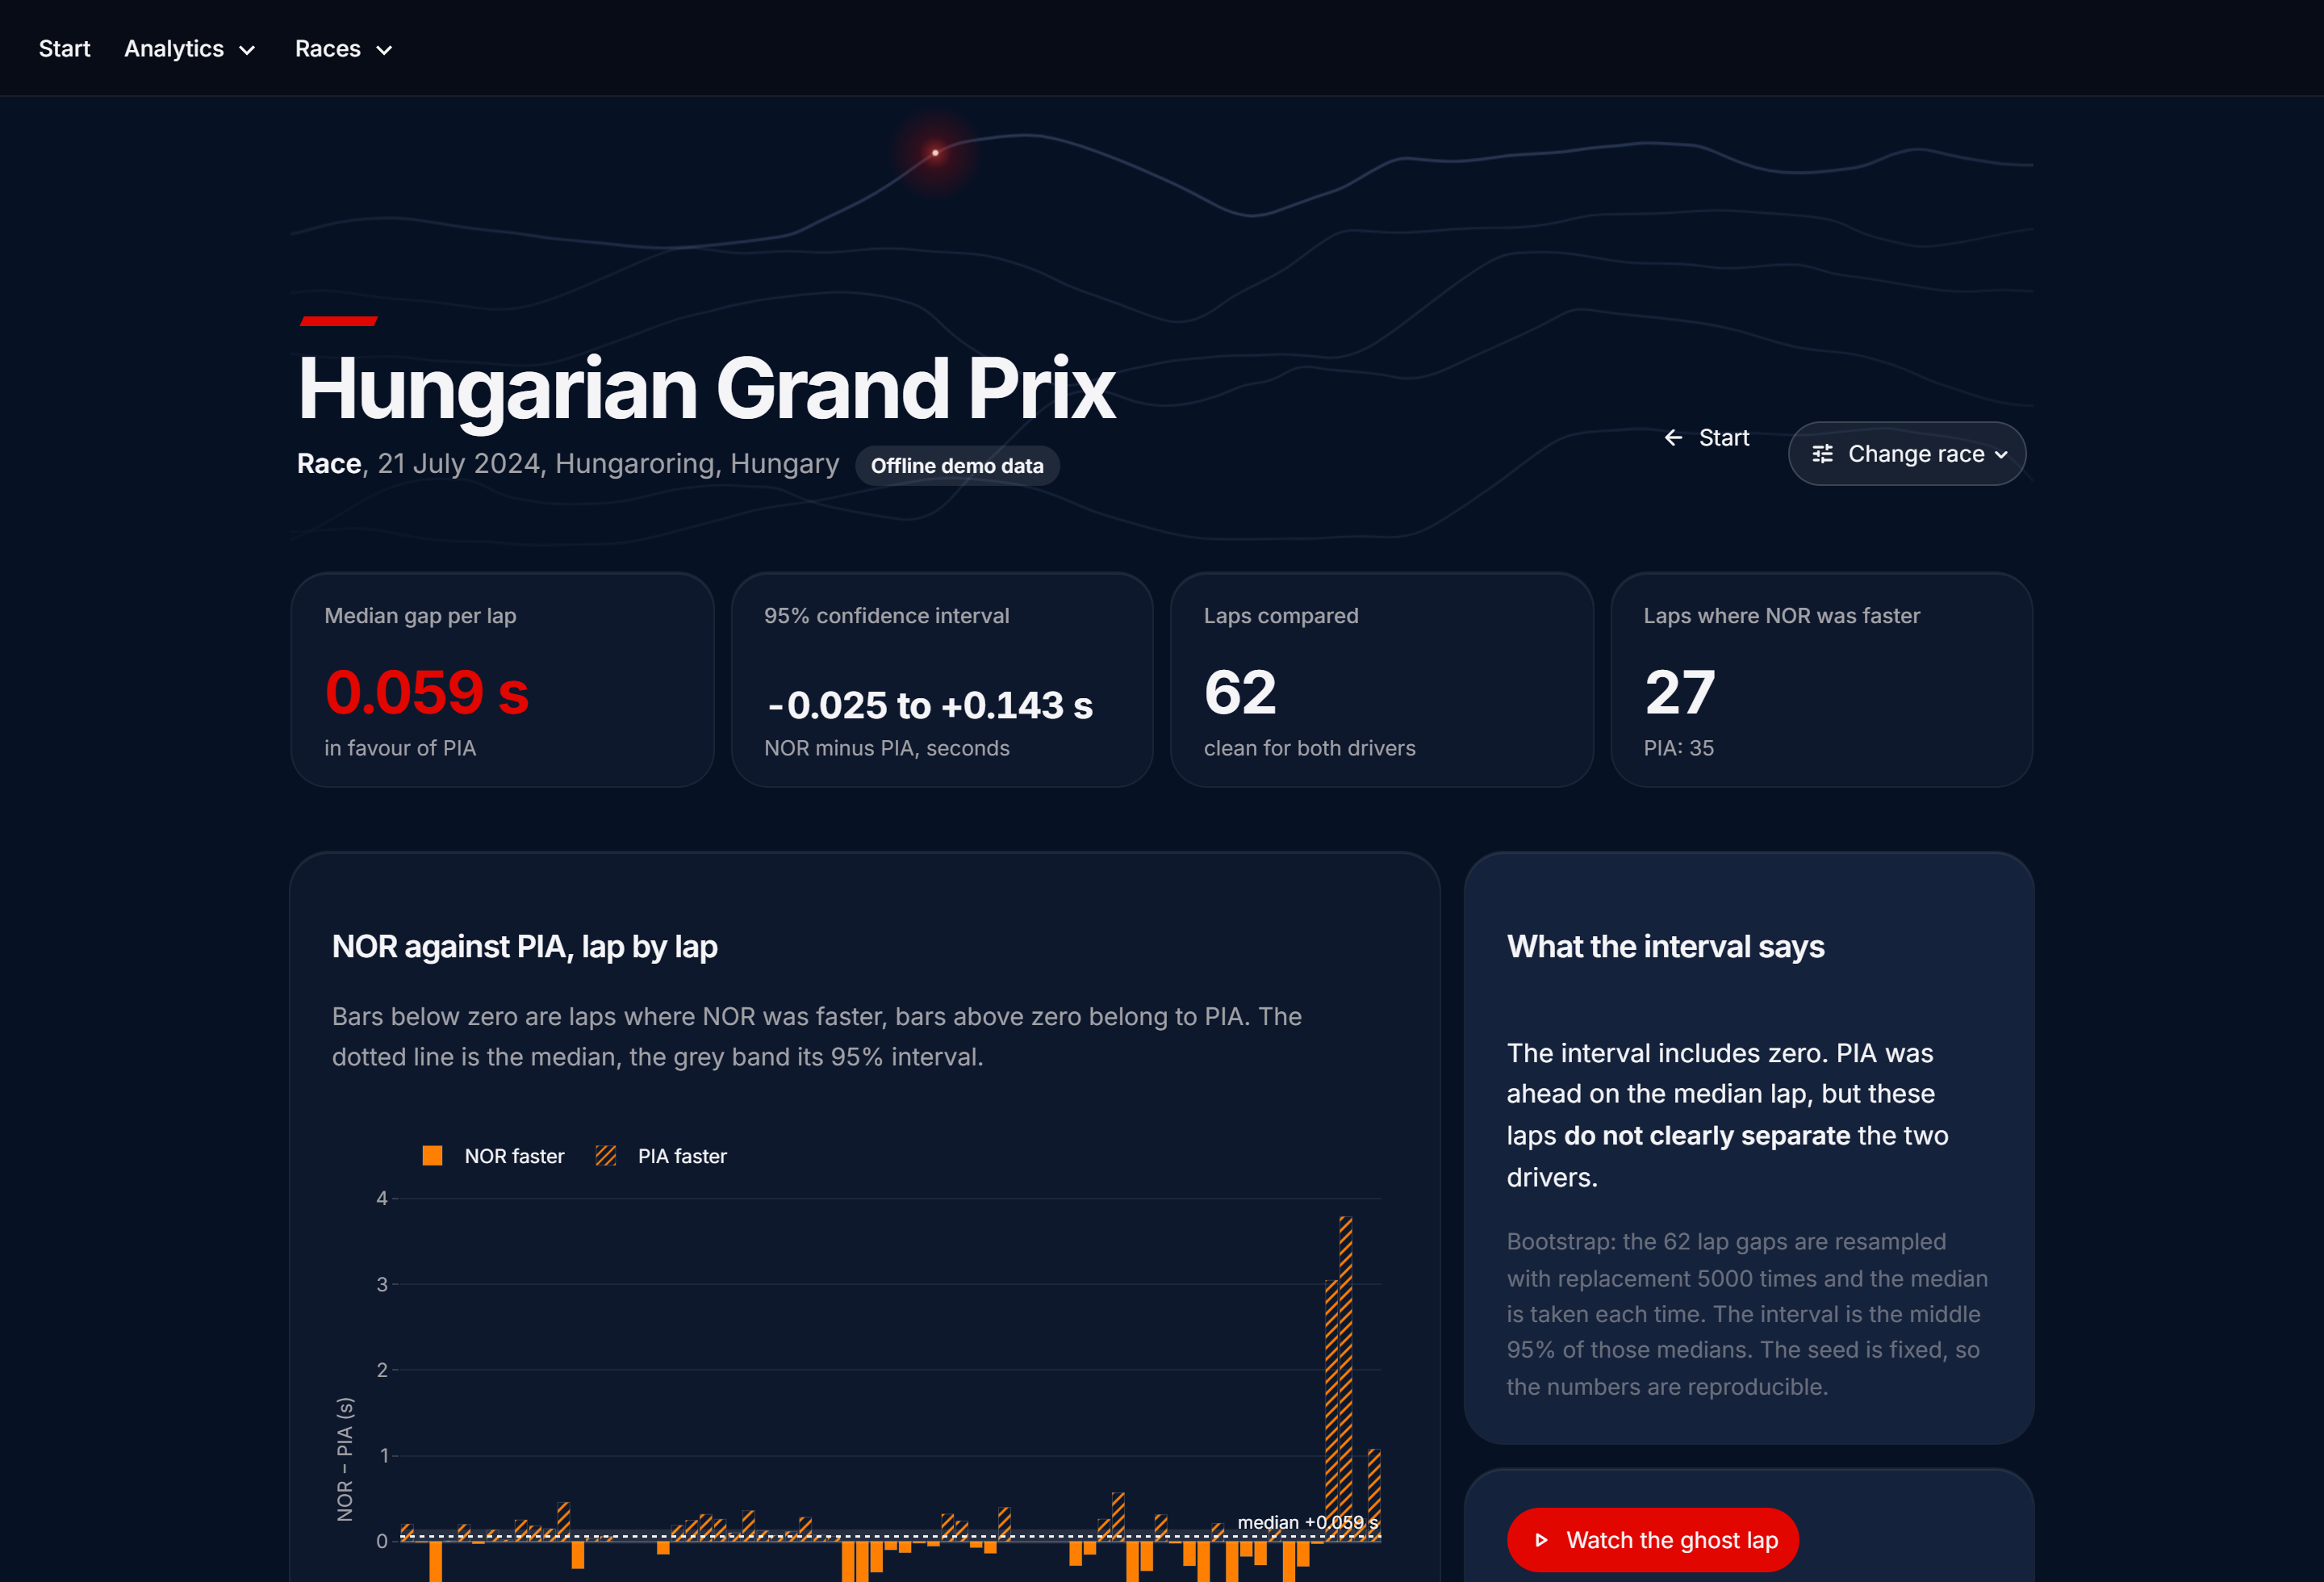 Start Analytics Races
Hungarian Grand Prix
Race, 21 July 2024, Hungaroring, Hungary Offline demo data
Start Change race
Median gap per lap
0.059 s
in favour of PIA
95% confidence interval
-0.025 to +0.143 s
NOR minus PIA, seconds
Laps compared
62
clean for both drivers
Laps where NOR was faster
27
PIA: 35
NOR against PIA, lap by lap
Bars below zero are laps where NOR was faster, bars above zero belong to PIA. The
dotted line is the median, the grey band its 95% interval.
NOR faster PIA faster
4
3
2
1
0
NOR – PIA (s)
median +0.059 s
What the interval says
The interval includes zero. PIA was
ahead on the median lap, but these
laps do not clearly separate the two
drivers.
Bootstrap: the 62 lap gaps are resampled
with replacement 5000 times and the median
is taken each time. The interval is the middle
95% of those medians. The seed is fixed, so
the numbers are reproducible.
Watch the ghost lap